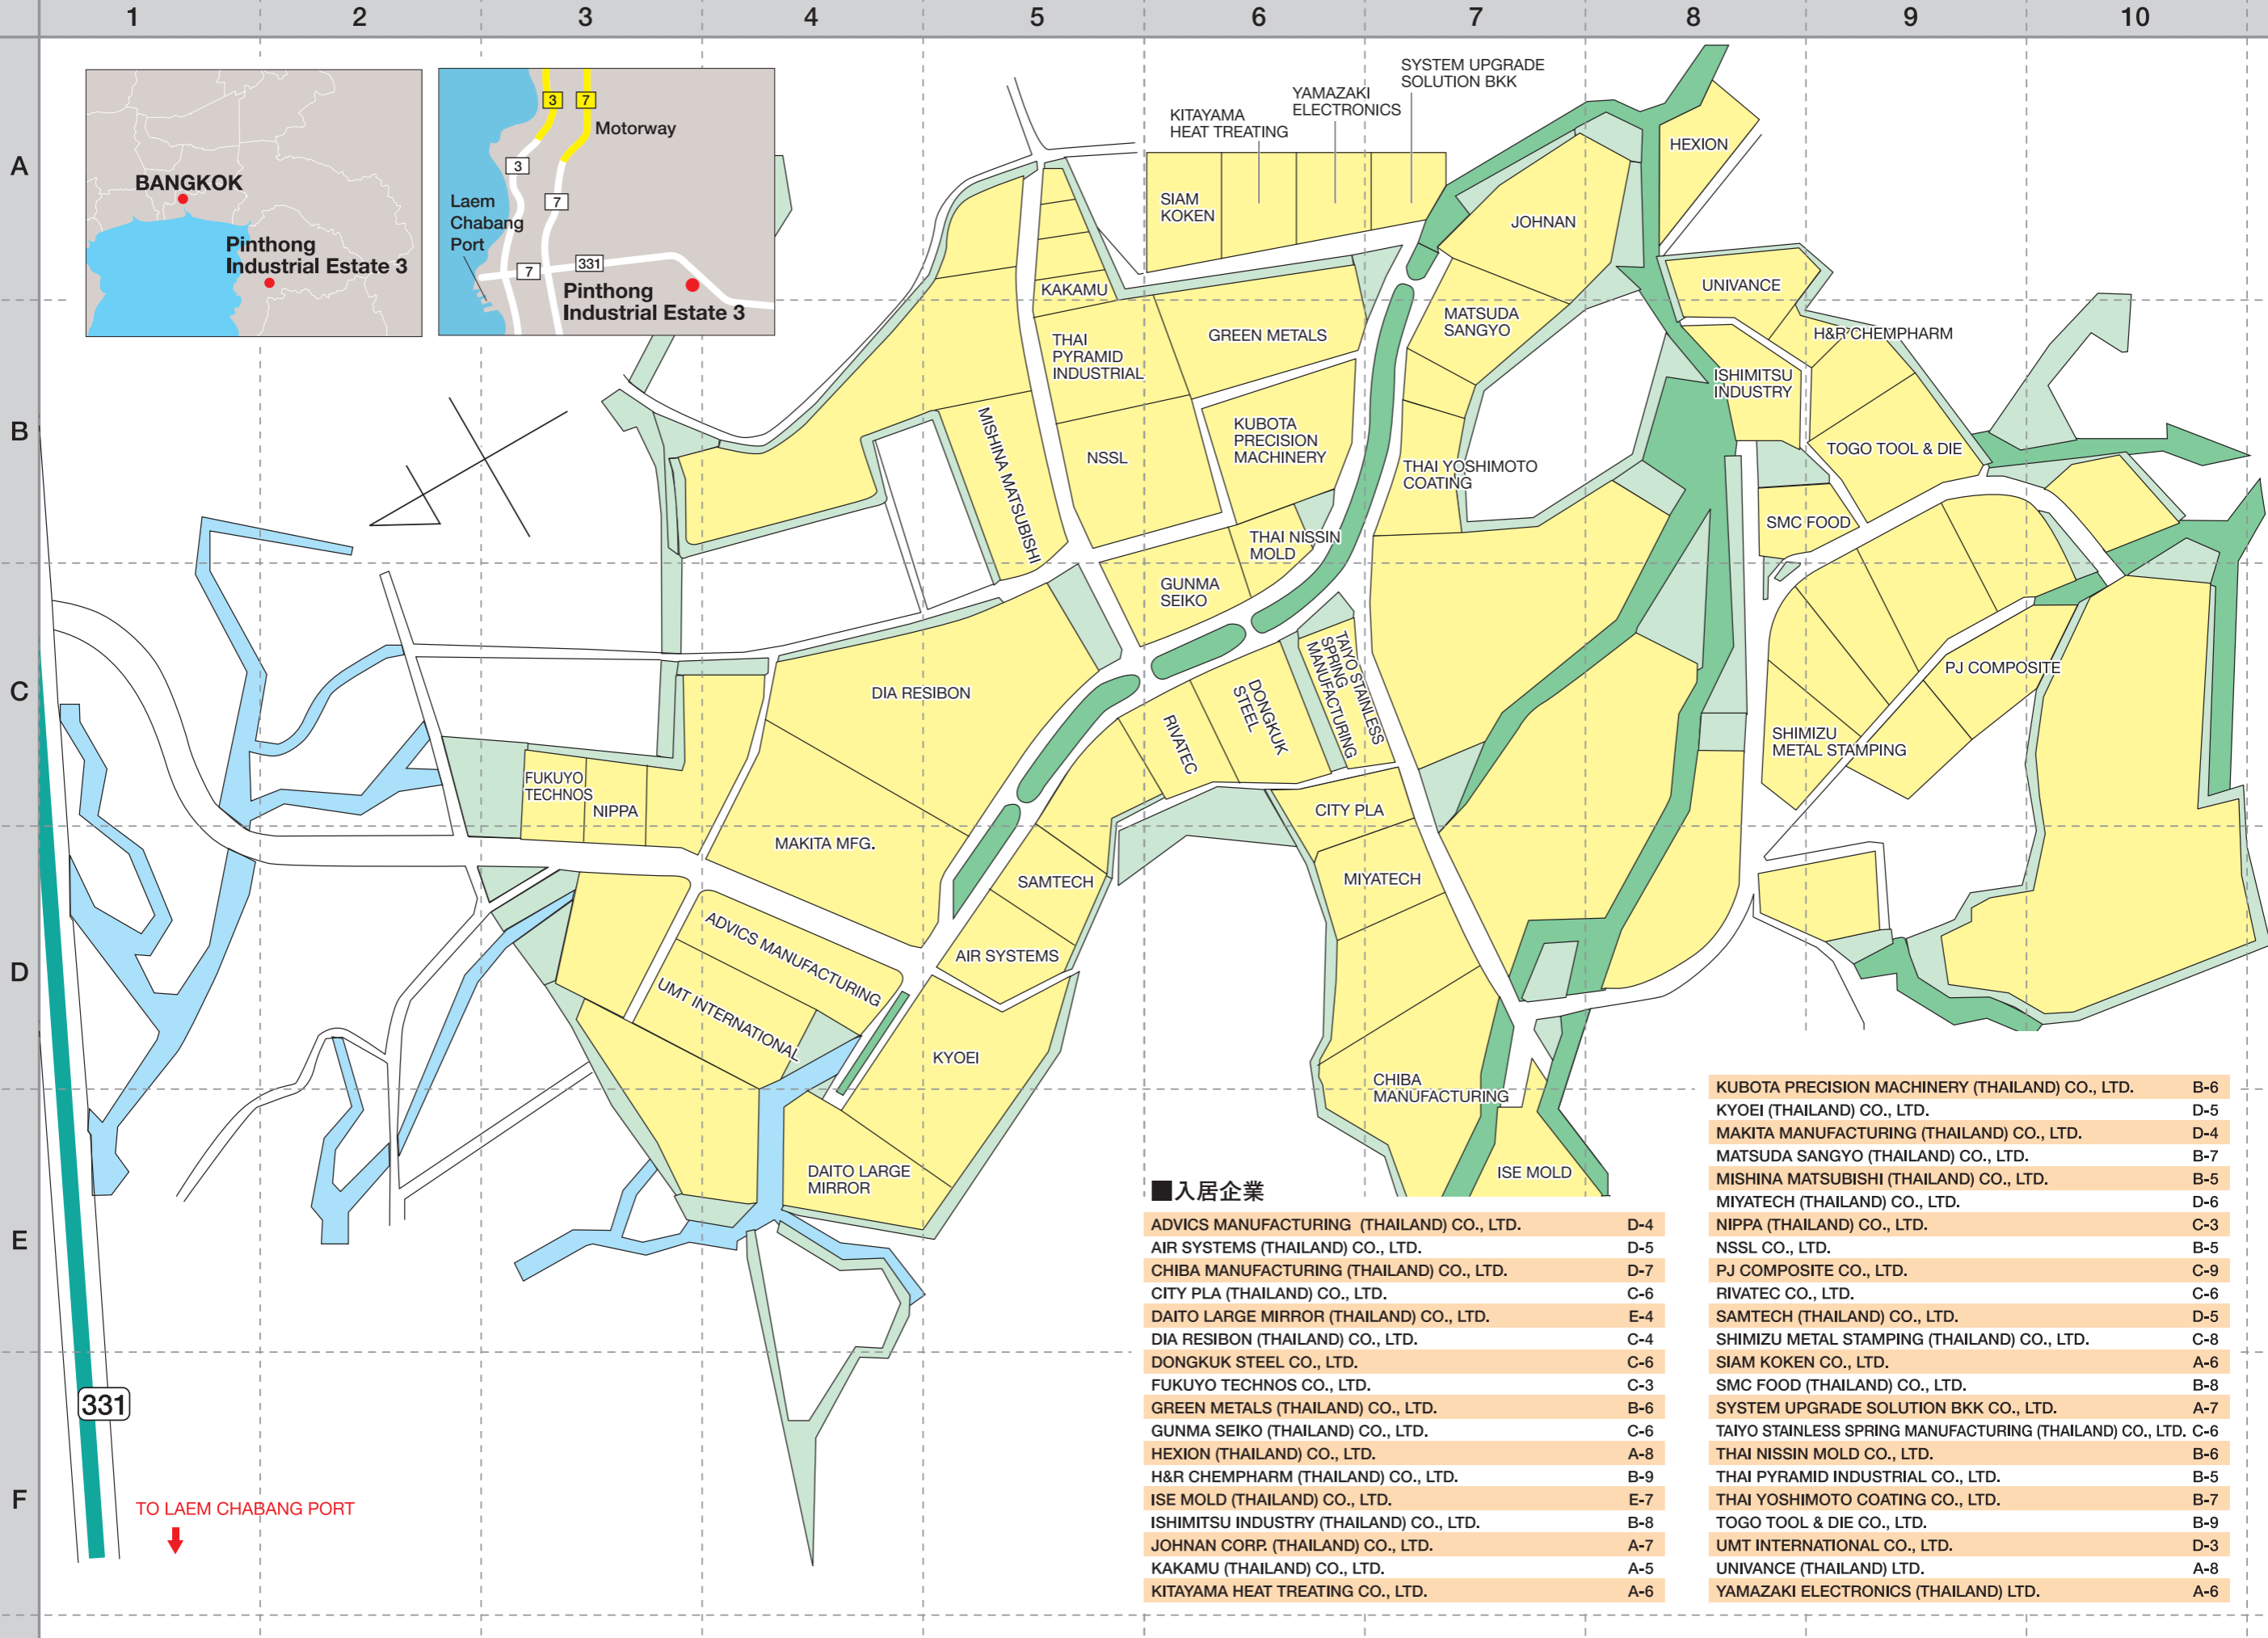 1 2 3 4 5 6 7 8 9 10
A
B
C
D
E
F
BANGKOK
Pinthong
Industrial Estate 3
3
7
Motorway
3
7
Laem
Chabang
Port
7
331
Pinthong
Industrial Estate 3
SYSTEM UPGRADE
SOLUTION BKK
YAMAZAKI
ELECTRONICS
KITAYAMA
HEAT TREATING
SIAM
KOKEN
HEXION
JOHNAN
UNIVANCE
KAKAMU
MATSUDA
SANGYO
GREEN METALS
THAI
PYRAMID
INDUSTRIAL
H&R CHEMPHARM
ISHIMITSU
INDUSTRY
MISHINA MATSUBISHI
NSSL
KUBOTA
PRECISION
MACHINERY
THAI YOSHIMOTO
COATING
TOGO TOOL & DIE
SMC FOOD
THAI NISSIN
MOLD
GUNMA
SEIKO
DIA RESIBON
RIVATEC
DONGKUK
STEEL
TAIYO STAINLESS
SPRING
MANUFACTURING
PJ COMPOSITE
SHIMIZU
METAL STAMPING
FUKUYO
TECHNOS
NIPPA
CITY PLA
MAKITA MFG.
SAMTECH
MIYATECH
ADVICS MANUFACTURING
AIR SYSTEMS
UMT INTERNATIONAL
KYOEI
CHIBA
MANUFACTURING
DAITO LARGE
MIRROR
ISE MOLD
331
TO LAEM CHABANG PORT
■入居企業
ADVICS MANUFACTURING (THAILAND) CO., LTD. D-4
AIR SYSTEMS (THAILAND) CO., LTD. D-5
CHIBA MANUFACTURING (THAILAND) CO., LTD. D-7
CITY PLA (THAILAND) CO., LTD. C-6
DAITO LARGE MIRROR (THAILAND) CO., LTD. E-4
DIA RESIBON (THAILAND) CO., LTD. C-4
DONGKUK STEEL CO., LTD. C-6
FUKUYO TECHNOS CO., LTD. C-3
GREEN METALS (THAILAND) CO., LTD. B-6
GUNMA SEIKO (THAILAND) CO., LTD. C-6
HEXION (THAILAND) CO., LTD. A-8
H&R CHEMPHARM (THAILAND) CO., LTD. B-9
ISE MOLD (THAILAND) CO., LTD. E-7
ISHIMITSU INDUSTRY (THAILAND) CO., LTD. B-8
JOHNAN CORP. (THAILAND) CO., LTD. A-7
KAKAMU (THAILAND) CO., LTD. A-5
KITAYAMA HEAT TREATING CO., LTD. A-6
KUBOTA PRECISION MACHINERY (THAILAND) CO., LTD. B-6
KYOEI (THAILAND) CO., LTD. D-5
MAKITA MANUFACTURING (THAILAND) CO., LTD. D-4
MATSUDA SANGYO (THAILAND) CO., LTD. B-7
MISHINA MATSUBISHI (THAILAND) CO., LTD. B-5
MIYATECH (THAILAND) CO., LTD. D-6
NIPPA (THAILAND) CO., LTD. C-3
NSSL CO., LTD. B-5
PJ COMPOSITE CO., LTD. C-9
RIVATEC CO., LTD. C-6
SAMTECH (THAILAND) CO., LTD. D-5
SHIMIZU METAL STAMPING (THAILAND) CO., LTD. C-8
SIAM KOKEN CO., LTD. A-6
SMC FOOD (THAILAND) CO., LTD. B-8
SYSTEM UPGRADE SOLUTION BKK CO., LTD. A-7
TAIYO STAINLESS SPRING MANUFACTURING (THAILAND) CO., LTD. C-6
THAI NISSIN MOLD CO., LTD. B-6
THAI PYRAMID INDUSTRIAL CO., LTD. B-5
THAI YOSHIMOTO COATING CO., LTD. B-7
TOGO TOOL & DIE CO., LTD. B-9
UMT INTERNATIONAL CO., LTD. D-3
UNIVANCE (THAILAND) LTD. A-8
YAMAZAKI ELECTRONICS (THAILAND) LTD. A-6